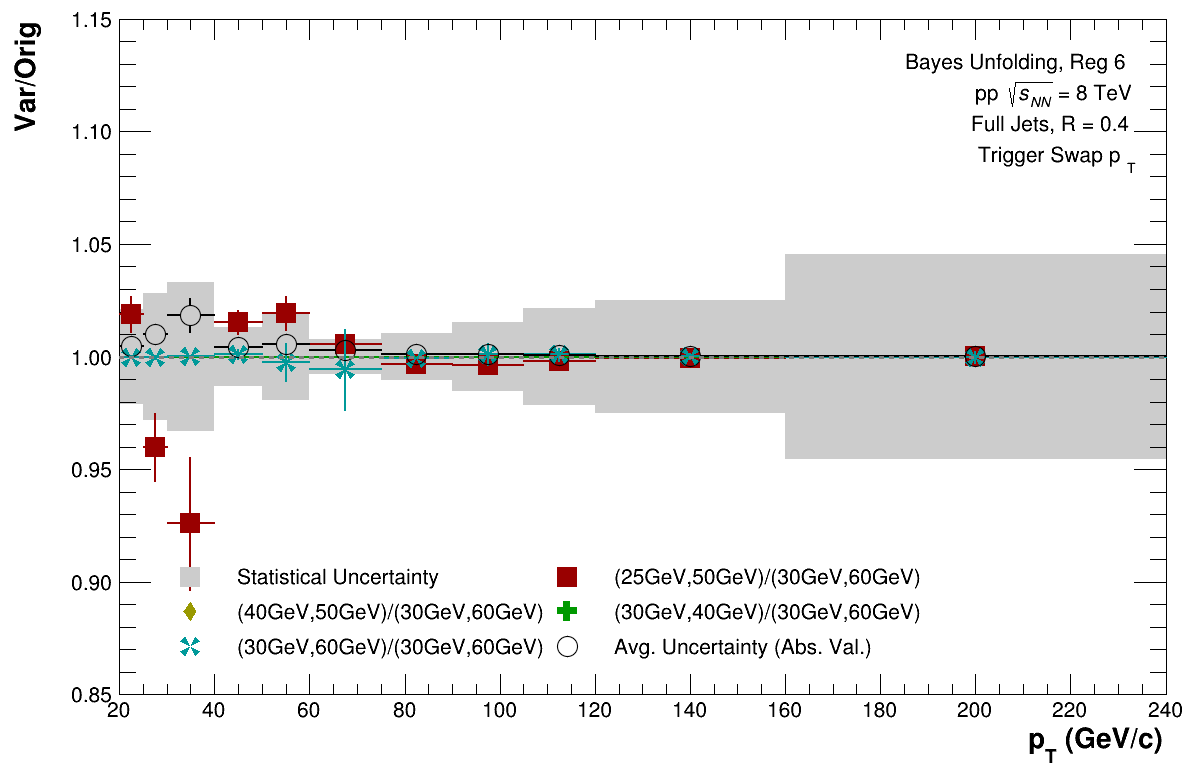 Var/Orig
1.15
1.10
1.05
1.00
0.95
0.90
0.85
Bayes Unfolding, Reg 6
pp √s_NN = 8 TeV
Full Jets, R = 0.4
Trigger Swap p_T
Statistical Uncertainty
(25GeV,50GeV)/(30GeV,60GeV)
(40GeV,50GeV)/(30GeV,60GeV)
(30GeV,40GeV)/(30GeV,60GeV)
(30GeV,60GeV)/(30GeV,60GeV)
Avg. Uncertainty (Abs. Val.)
20 40 60 80 100 120 140 160 180 200 220 240
p_T (GeV/c)